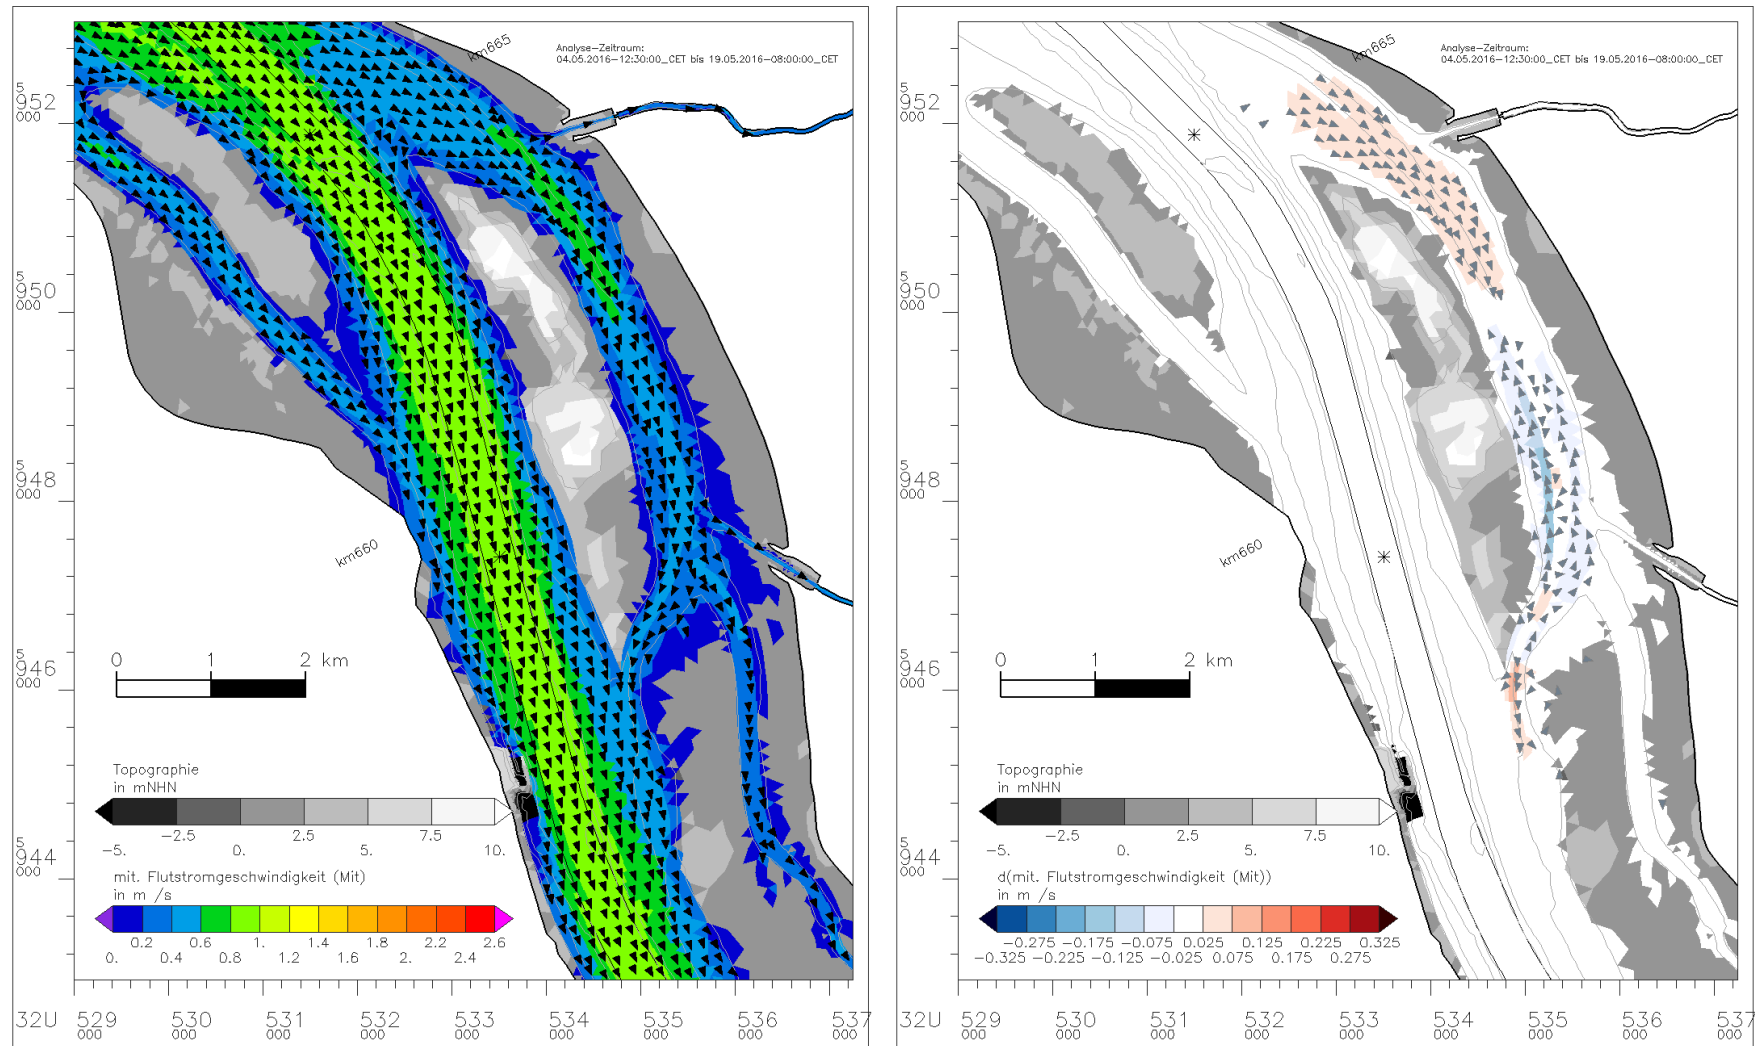 km665
Analyse-Zeitraum:
04.05.2016-12:30:00_CET bis 19.05.2016-08:00:00_CET
5
952
000
5
950
000
5
948
000
km660
5
946
000
0 1 2 km
Topographie
in mNHN
-2.5 2.5 7.5
-5. 0. 5. 10.
5
944
000
mit. Flutstromgeschwindigkeit (Mit)
in m /s
0.2 0.6 1. 1.4 1.8 2.2 2.6
0. 0.4 0.8 1.2 1.6 2. 2.4
32U 529 530 531 532 533 534 535 536 537
000 000 000 000 000 000 000 000 000
km665
Analyse-Zeitraum:
04.05.2016-12:30:00_CET bis 19.05.2016-08:00:00_CET
5
952
000
5
950
000
5
948
000
km660
5
946
000
0 1 2 km
Topographie
in mNHN
-2.5 2.5 7.5
-5. 0. 5. 10.
5
944
000
d(mit. Flutstromgeschwindigkeit (Mit))
in m /s
-0.275 -0.175 -0.075 0.025 0.125 0.225 0.325
-0.325 -0.225 -0.125 -0.025 0.075 0.175 0.275
32U 529 530 531 532 533 534 535 536 537
000 000 000 000 000 000 000 000 000